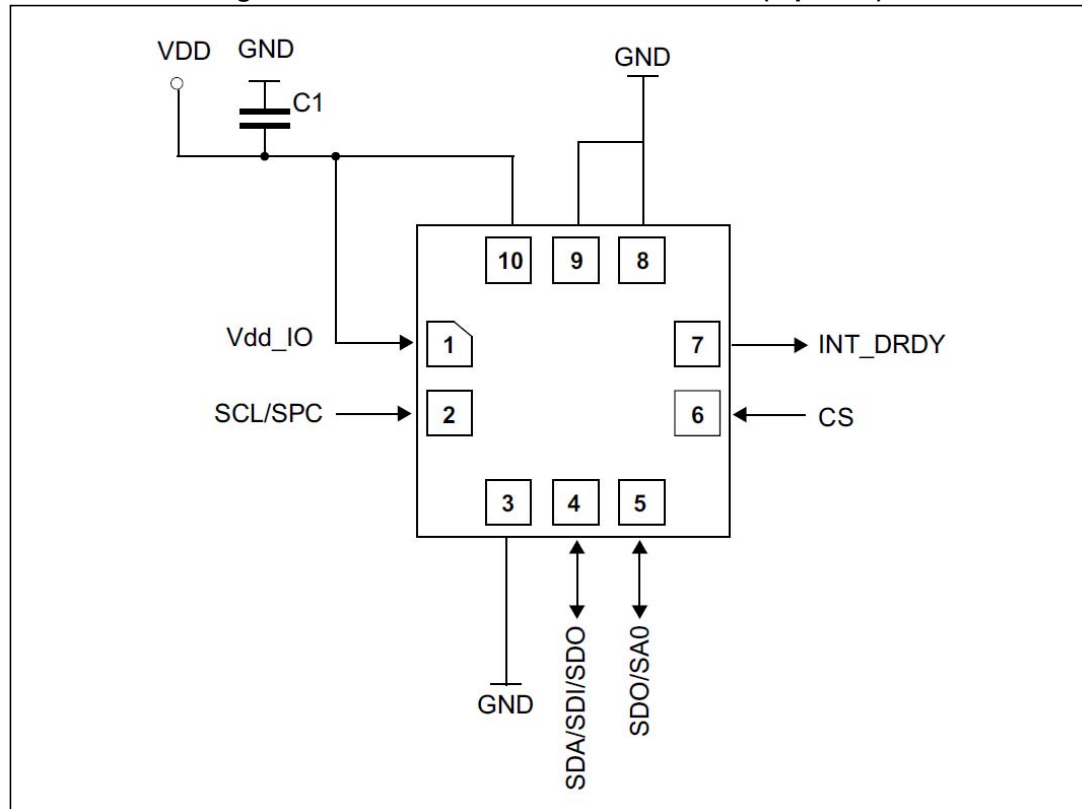 VDD
GND
GND
C1
10
9
8
Vdd_IO
1
7
INT_DRDY
SCL/SPC
2
6
CS
3
4
5
GND
SDA/SDI/SDO
SDO/SA0